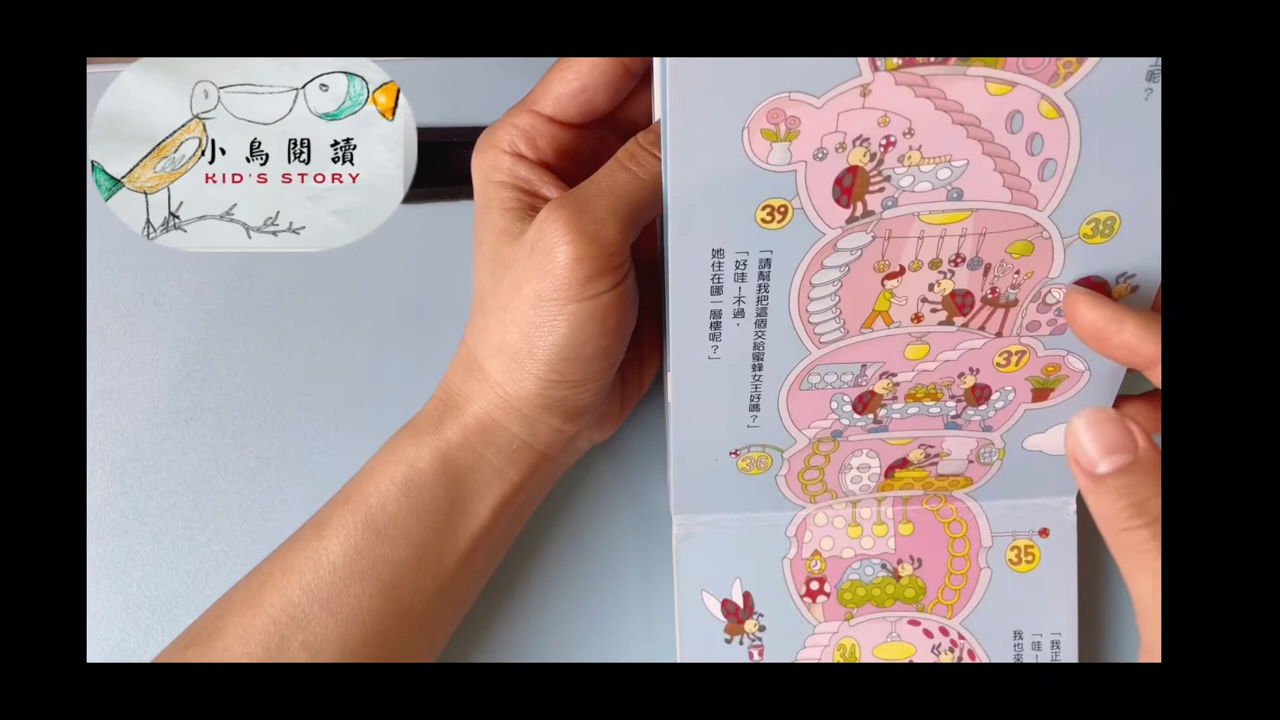 小鳥閱讀
KID'S STORY
呢？
39
38
「請幫我把這個交給蜜蜂女王好嗎？」
「好哇！不過，
她住在哪一層樓呢？」
37
36
35
34
「我正
「哇！
我也來